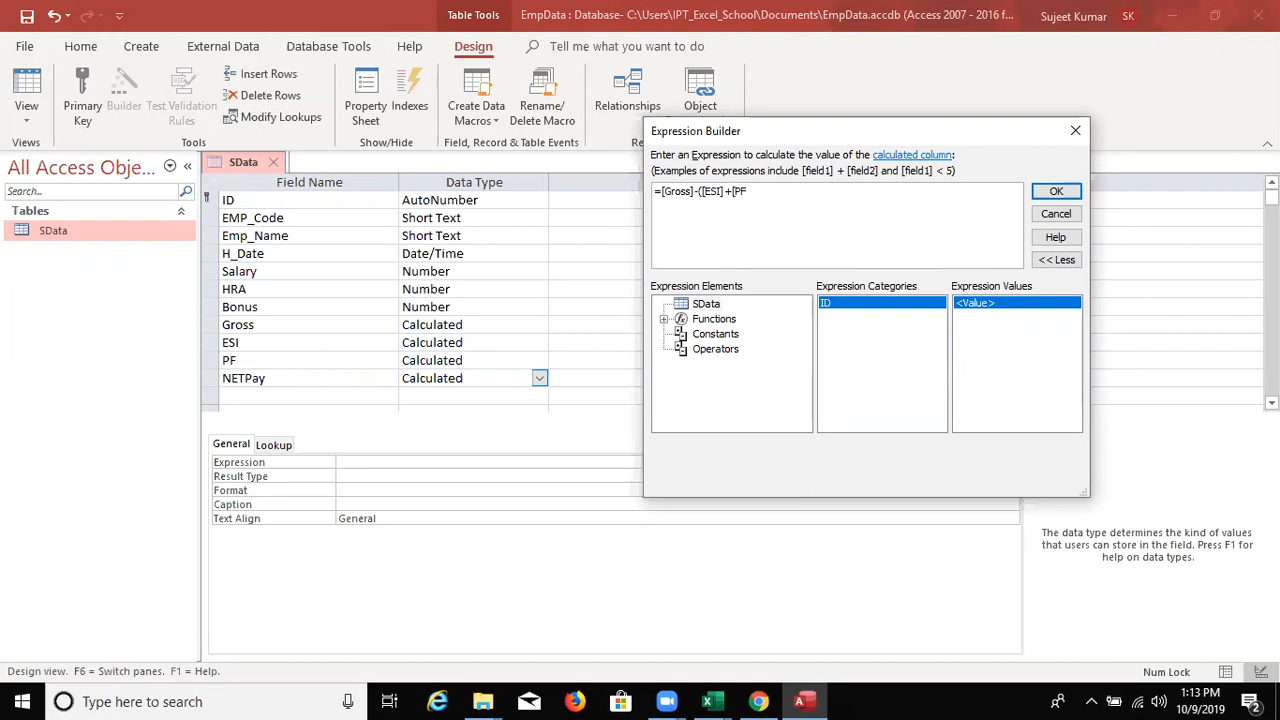 Table Tools
EmpData : Database- C:\Users\IPT_Excel_School\Documents\EmpData.accdb (Access 2007 - 2016 f...
Sujeet Kumar
SK
File
Home
Create
External Data
Database Tools
Help
Design
Tell me what you want to do
View
Primary Key
Builder
Test Validation Rules
Insert Rows
Delete Rows
Modify Lookups
Property Sheet
Indexes
Create Data Macros
Rename/ Delete Macro
Relationships
Object
Views
Tools
Show/Hide
Field, Record & Table Events
All Access Obje...
Search...
Tables
SData
SData
Field Name
Data Type
ID AutoNumber
EMP_Code Short Text
Emp_Name Short Text
H_Date Date/Time
Salary Number
HRA Number
Bonus Number
Gross Calculated
ESI Calculated
PF Calculated
NETPay Calculated
General
Lookup
Expression
Result Type
Format
Caption
Text Align General
Expression Builder
Enter an Expression to calculate the value of the calculated column:
(Examples of expressions include [field1] + [field2] and [field1] < 5)
=[Gross]-([ESI]+[PF
OK
Cancel
Help
<< Less
Expression Elements
Expression Categories
Expression Values
SData
Functions
Constants
Operators
ID
<Value>
The data type determines the kind of values
that users can store in the field. Press F1 for
help on data types.
Design view. F6 = Switch panes. F1 = Help.
Num Lock
Type here to search
1:13 PM
10/9/2019
2